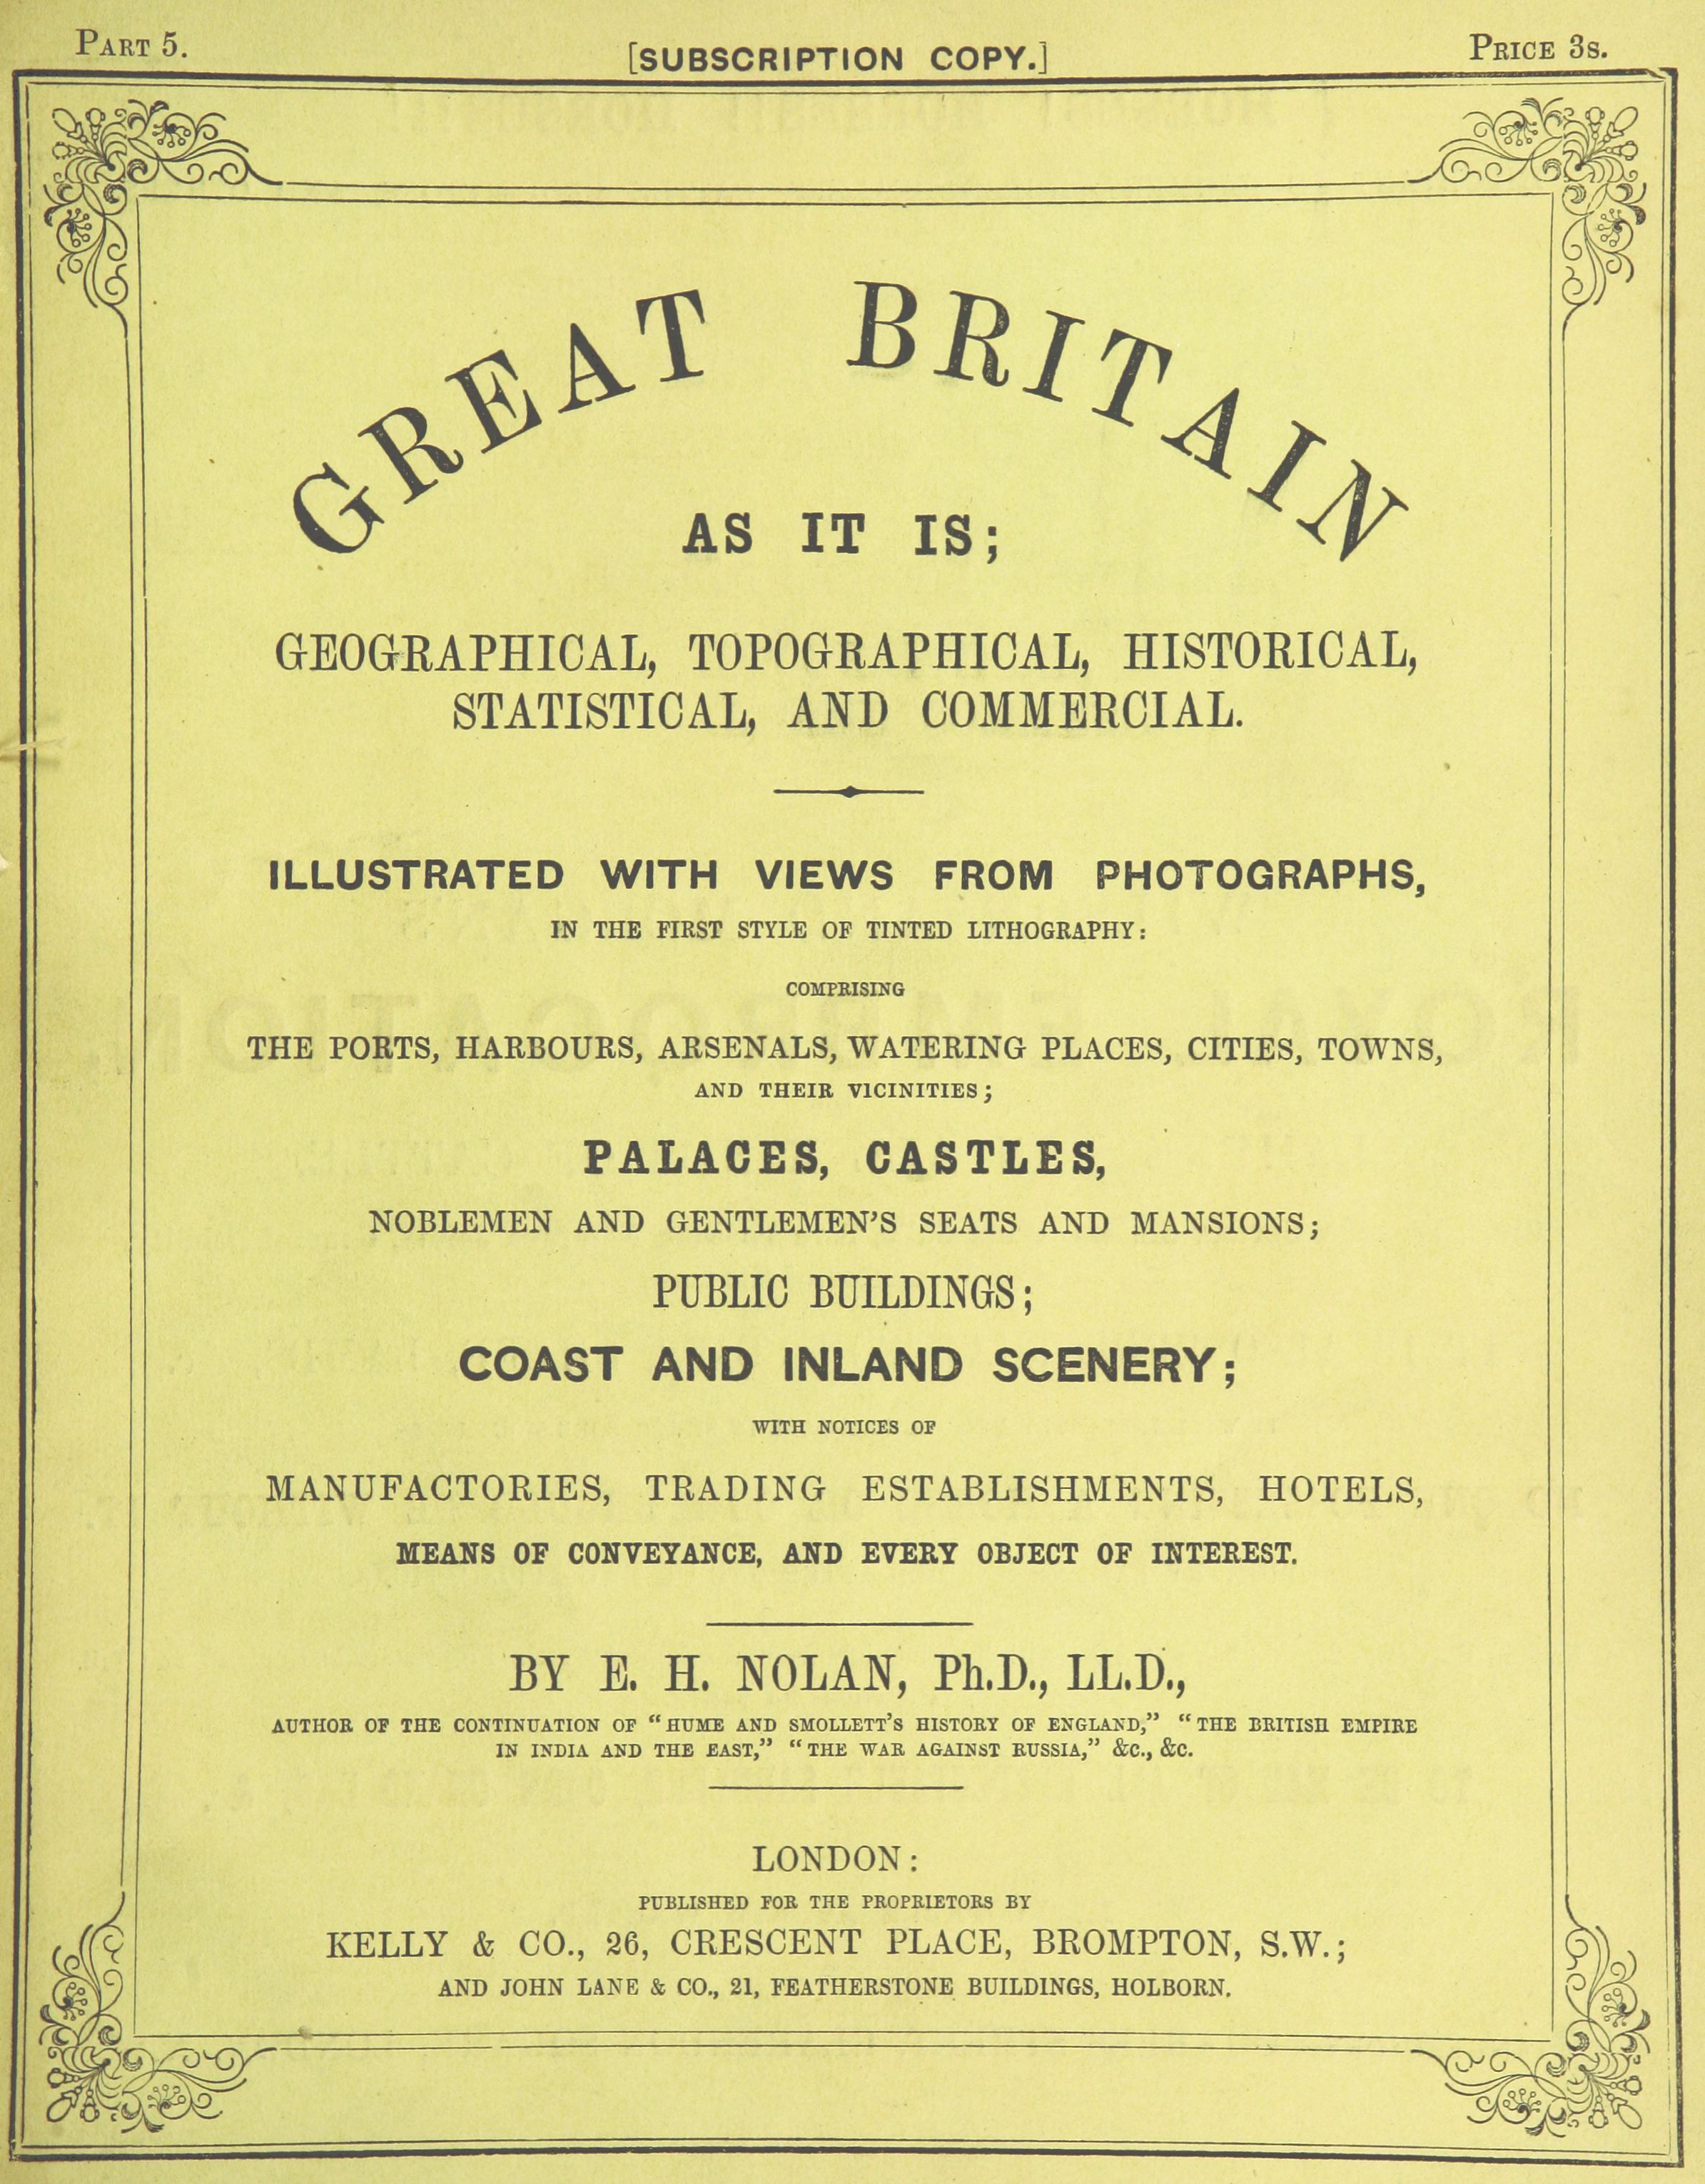 PART 5.
[SUBSCRIPTION COPY.]
PRICE 3S.
GREAT BRITAIN
AS IT IS;
GEOGRAPHICAL, TOPOGRAPHICAL, HISTORICAL,
STATISTICAL, AND COMMERCIAL.
ILLUSTRATED WITH VIEWS FROM PHOTOGRAPHS,
IN THE FIRST STYLE OF TINTED LITHOGRAPHY:
COMPRISING
THE PORTS, HARBOURS, ARSENALS, WATERING PLACES, CITIES, TOWNS,
AND THEIR VICINITIES;
PALACES, CASTLES,
NOBLEMEN AND GENTLEMEN'S SEATS AND MANSIONS;
PUBLIC BUILDINGS;
COAST AND INLAND SCENERY;
WITH NOTICES OF
MANUFACTORIES, TRADING ESTABLISHMENTS, HOTELS,
MEANS OF CONVEYANCE, AND EVERY OBJECT OF INTEREST.
BY E. H. NOLAN, Ph.D., LL.D.,
AUTHOR OF THE CONTINUATION OF "HUME AND SMOLLETT'S HISTORY OF ENGLAND," "THE BRITISH EMPIRE
IN INDIA AND THE EAST," "THE WAR AGAINST RUSSIA," &C., &C.
LONDON:
PUBLISHED FOR THE PROPRIETORS BY
KELLY & CO., 26, CRESCENT PLACE, BROMPTON, S.W.;
AND JOHN LANE & CO., 21, FEATHERSTONE BUILDINGS, HOLBORN.